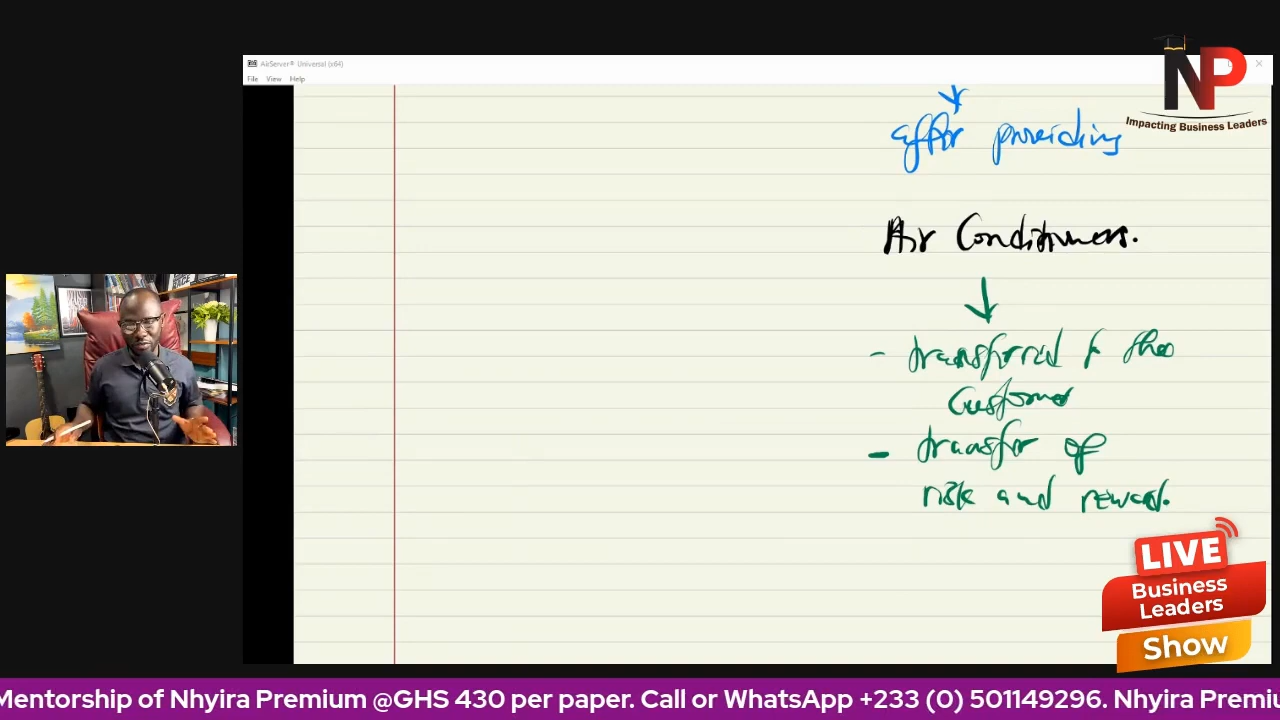 AirServer® Universal (x64)
File View Help
NP
Impacting Business Leaders
after providing
Air Conditioners.
- transferred to the
Customer
- transfer of
risk and reward.
LIVE
Business
Leaders
Show
Mentorship of Nhyira Premium @GHS 430 per paper. Call or WhatsApp +233 (0) 501149296. Nhyira Premiu